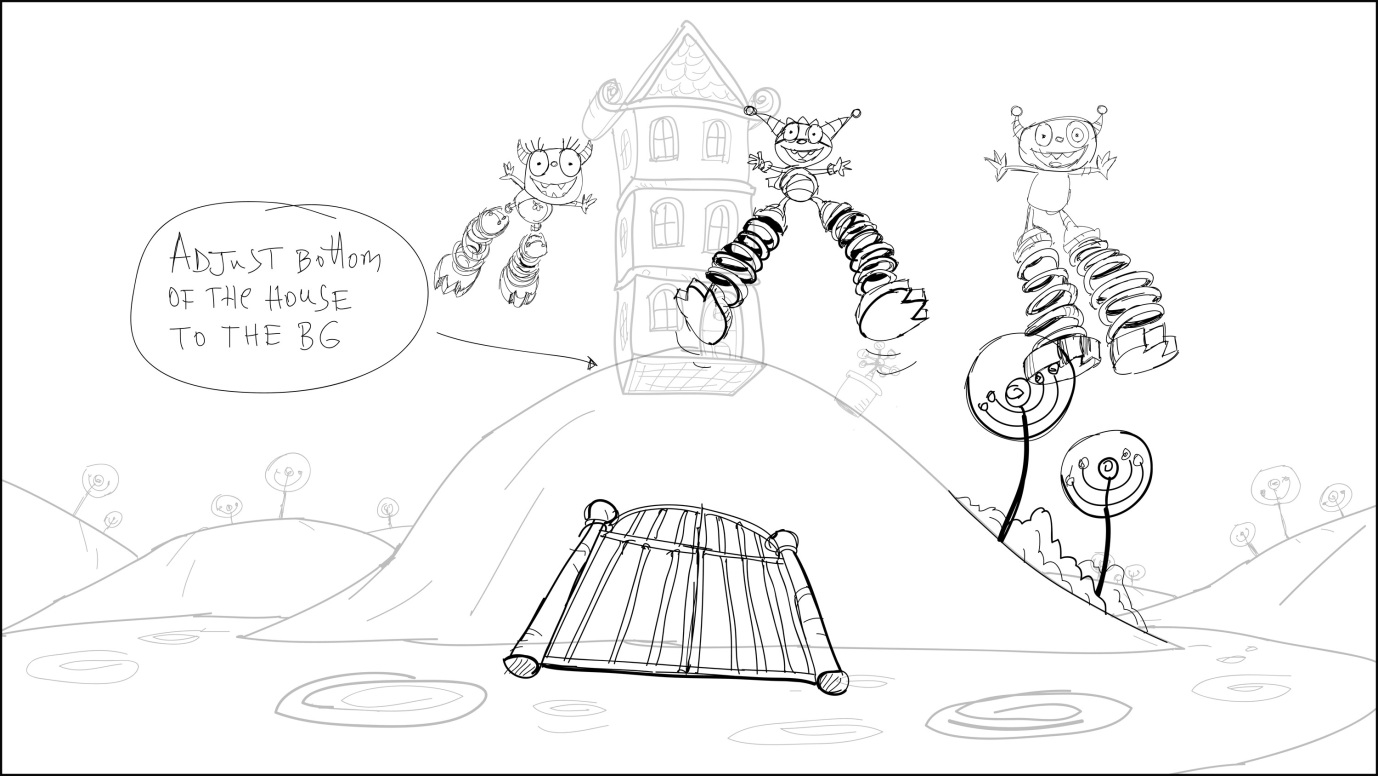 ADJUST BOttOm
OF THe HOUSE
TO THE BG